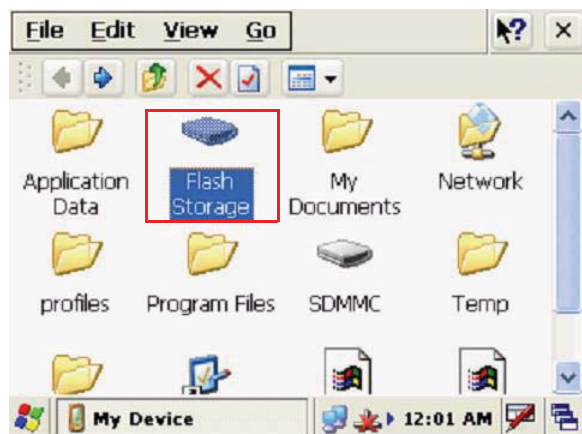 File Edit View Go
?
Application Data
Flash Storage
My Documents
Network
profiles
Program Files
SDMMC
Temp
My Device
12:01 AM